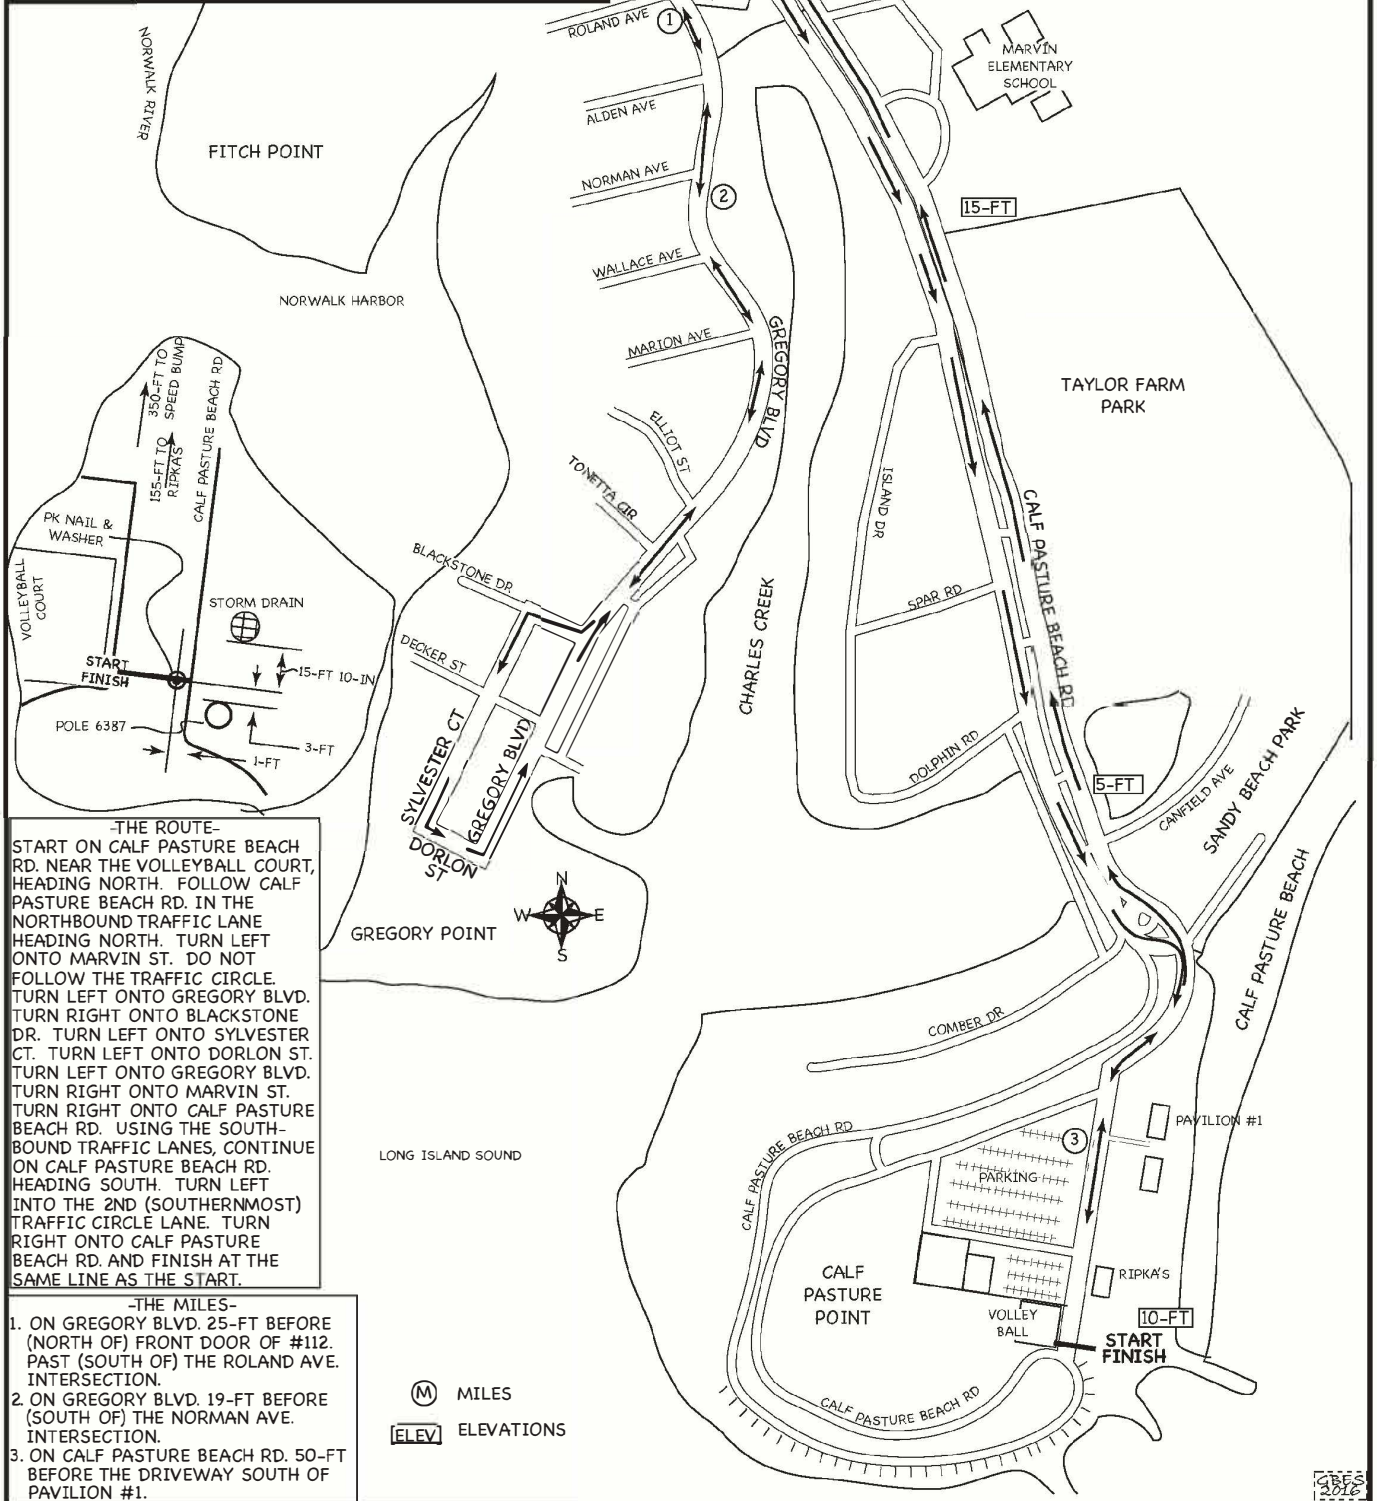 NORWALK RIVER
FITCH POINT
NORWALK HARBOR
ROLAND AVE
1
ALDEN AVE
NORMAN AVE
2
WALLACE AVE
MARION AVE
GREGORY BLVD
ELLIOT ST
TONETTA CIR
BLACKSTONE DR
DECKER ST
SYLVESTER CT
GREGORY BLVD
DORLON
ST
GREGORY POINT
N
W
E
S
CHARLES CREEK
MARVIN
ELEMENTARY
SCHOOL
15-FT
TAYLOR FARM
PARK
ISLAND DR
CALF PASTURE BEACH RD
SPAR RD
DOLPHIN RD
5-FT
CANFIELD AVE
SANDY BEACH PARK
CALF PASTURE BEACH
COMBER DR
CALF PASTURE BEACH RD
3
PAVILION #1
PARKING
CALF
PASTURE
POINT
RIPKA'S
VOLLEY
BALL
10-FT
START
FINISH
CALF PASTURE BEACH RD
LONG ISLAND SOUND
350-FT TO
SPEED BUMP
155-FT TO
RIPKA'S
CALF PASTURE BEACH RD
PK NAIL &
WASHER
VOLLEYBALL
COURT
STORM DRAIN
START
FINISH
15-FT 10-IN
POLE 6387
3-FT
1-FT
-THE ROUTE-
START ON CALF PASTURE BEACH
RD. NEAR THE VOLLEYBALL COURT,
HEADING NORTH. FOLLOW CALF
PASTURE BEACH RD. IN THE
NORTHBOUND TRAFFIC LANE
HEADING NORTH. TURN LEFT
ONTO MARVIN ST. DO NOT
FOLLOW THE TRAFFIC CIRCLE.
TURN LEFT ONTO GREGORY BLVD.
TURN RIGHT ONTO BLACKSTONE
DR. TURN LEFT ONTO SYLVESTER
CT. TURN LEFT ONTO DORLON ST.
TURN LEFT ONTO GREGORY BLVD.
TURN RIGHT ONTO MARVIN ST.
TURN RIGHT ONTO CALF PASTURE
BEACH RD. USING THE SOUTH-
BOUND TRAFFIC LANES, CONTINUE
ON CALF PASTURE BEACH RD.
HEADING SOUTH. TURN LEFT
INTO THE 2ND (SOUTHERNMOST)
TRAFFIC CIRCLE LANE. TURN
RIGHT ONTO CALF PASTURE
BEACH RD. AND FINISH AT THE
SAME LINE AS THE START.
-THE MILES-
1. ON GREGORY BLVD. 25-FT BEFORE
(NORTH OF) FRONT DOOR OF #112.
PAST (SOUTH OF) THE ROLAND AVE.
INTERSECTION.
2. ON GREGORY BLVD. 19-FT BEFORE
(SOUTH OF) THE NORMAN AVE.
INTERSECTION.
3. ON CALF PASTURE BEACH RD. 50-FT
BEFORE THE DRIVEWAY SOUTH OF
PAVILION #1.
M MILES
ELEV ELEVATIONS
GBES
2016